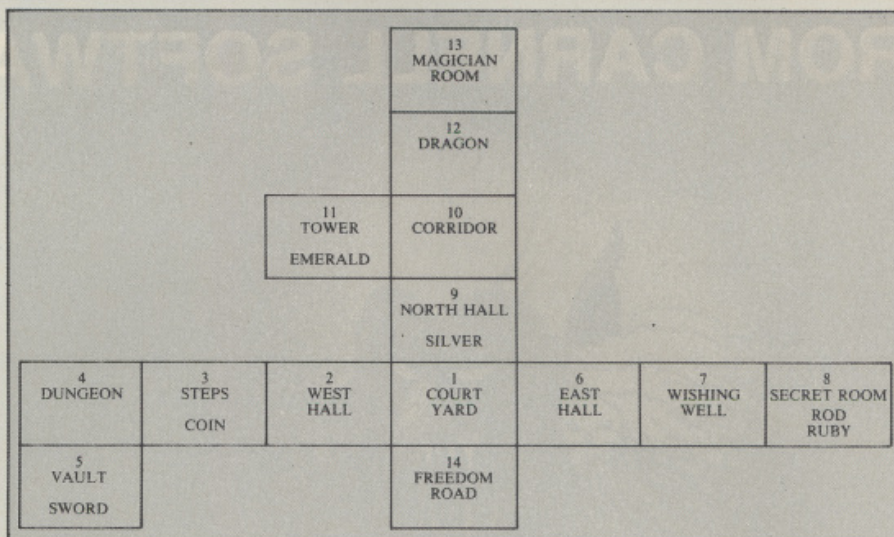 13
MAGICIAN
ROOM
12
DRAGON
11
TOWER
EMERALD
10
CORRIDOR
9
NORTH HALL
SILVER
4
DUNGEON
3
STEPS
COIN
2
WEST
HALL
1
COURT
YARD
6
EAST
HALL
7
WISHING
WELL
8
SECRET ROOM
ROD
RUBY
5
VAULT
SWORD
14
FREEDOM
ROAD